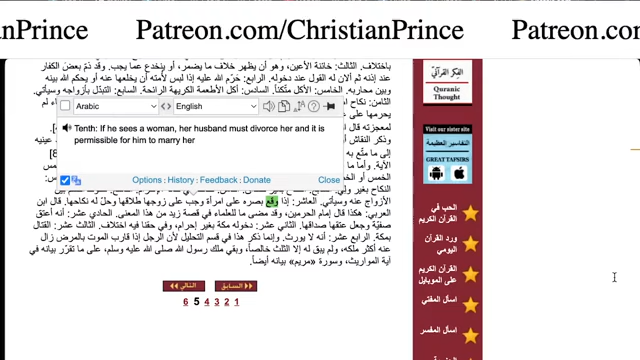 nPrince Patreon.com/ChristianPrince Patreon.co
باختلاف. الثالث: خائنة الأعين، وهو أن يظهر خلاف ما يضمر، أو ينخدع عما يجب. وقد ذمّ بعض الكفار
عند إذنه ثم ألان له القول عند دخوله. الرابع: حرّم الله عليه إذا لبس لأمته أن يخلعها عنه أو يحكم الله بينه
وبين محاربه. الخامس: الأكل متكئاً. السادس: أكل الأطعمة الكريهة الرائحة. السابع: التبدل بأزواجه وسيأتي.
الثامن: نكاح
يحرمها على
لمعجزته
وذكر النقاش
إلى ما متّع به
الآية. وأما ما
الخمس أو
النكاح بغير
Arabic <> English
Tonth: If he sees a woman, her husband must divorce her and it is
permissible for him to marry her
Options : History : Feedback : Donate Close
الأزواج عنه وسيأتي. العاشر: إذا وقع بصره على امرأة وجب على زوجها طلاقها وحلّ له نكاحها. قال ابن
العربي: هكذا قال إمام الحرمين، وقد مضى ما للعلماء في قصة زيد من هذا المعنى. الحادي عشر: أنه أعتق
صفيّة وجعل عتقها صداقها. الثاني عشر: دخوله مكة بغير إحرام، وفي حقنا فيه اختلاف. الثالث عشر: القتال
بمكة. الرابع عشر: أنه لا يورث. وإنما ذكر هذا في قسم التحليل لأن الرجل إذا قارب الموت بالمرض زال
عنه أكثر ملكه، ولم يبق له إلا الثلث خالصاً، وبقي ملك رسول الله صلى الله عليه وسلم، على ما تقرّر بيانه في
آية المواريث، وسورة «مريم» بيانه أيضاً.
التالي السابق
6 5 4 3 2 1
الفكر القرآني
Quranic
Thought
Visit our sister site
التفاسير العظيمة
GREAT TAFSIRS
الحب في
القرآن الكريم
ورد القرآن
اليومي
القرآن الكريم
على الموبايل
اسأل المفتي
اسأل المفسر